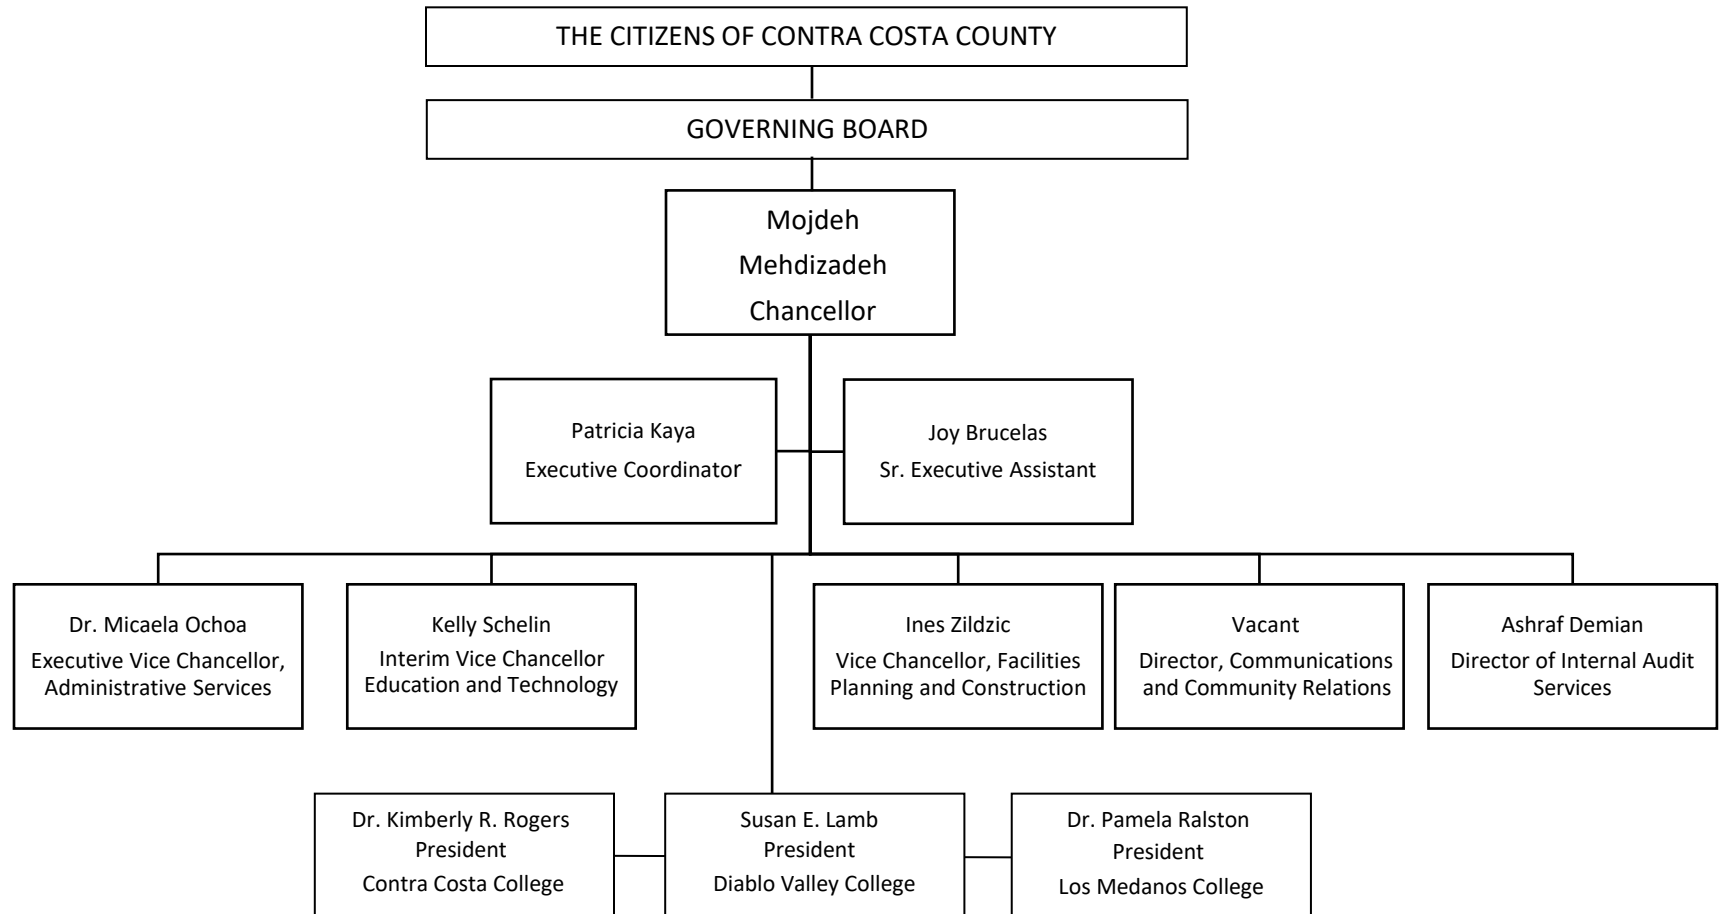 THE CITIZENS OF CONTRA COSTA COUNTY
GOVERNING BOARD
Mojdeh
Mehdizadeh
Chancellor
Patricia Kaya
Executive Coordinator
Joy Brucelas
Sr. Executive Assistant
Dr. Micaela Ochoa
Executive Vice Chancellor,
Administrative Services
Kelly Schelin
Interim Vice Chancellor
Education and Technology
Ines Zildzic
Vice Chancellor, Facilities
Planning and Construction
Vacant
Director, Communications
and Community Relations
Ashraf Demian
Director of Internal Audit
Services
Dr. Kimberly R. Rogers
President
Contra Costa College
Susan E. Lamb
President
Diablo Valley College
Dr. Pamela Ralston
President
Los Medanos College